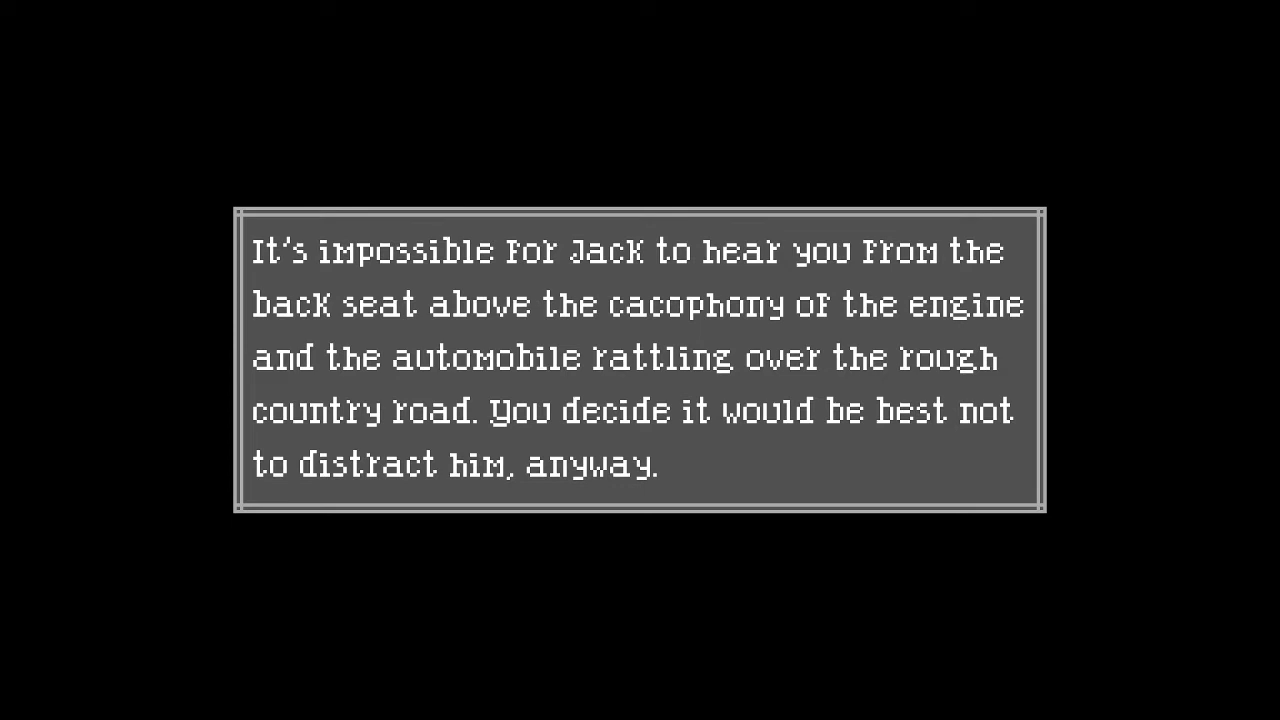 It's impossible for Jack to hear you from the
back seat above the cacophony of the engine
and the automobile rattling over the rough
country road. You decide it would be best not
to distract him, anyway.